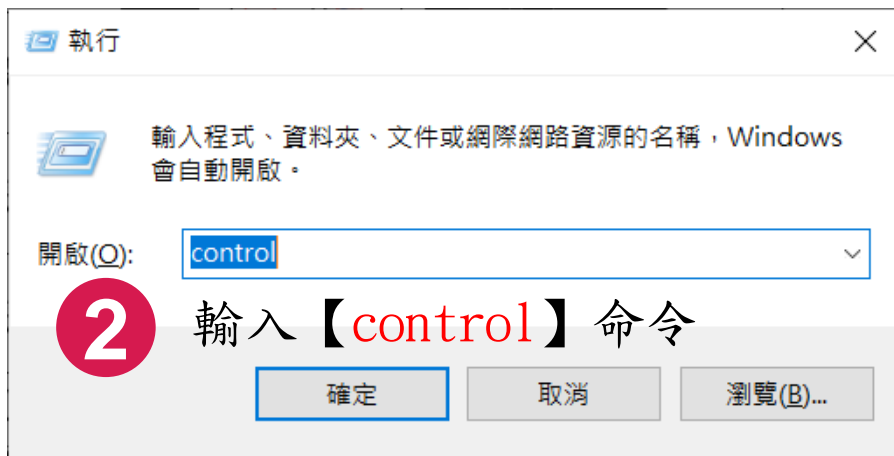 執行
輸入程式、資料夾、文件或網際網路資源的名稱，Windows
會自動開啟。
開啟(O):
control
2
輸入【control】命令
確定
取消
瀏覽(B)...